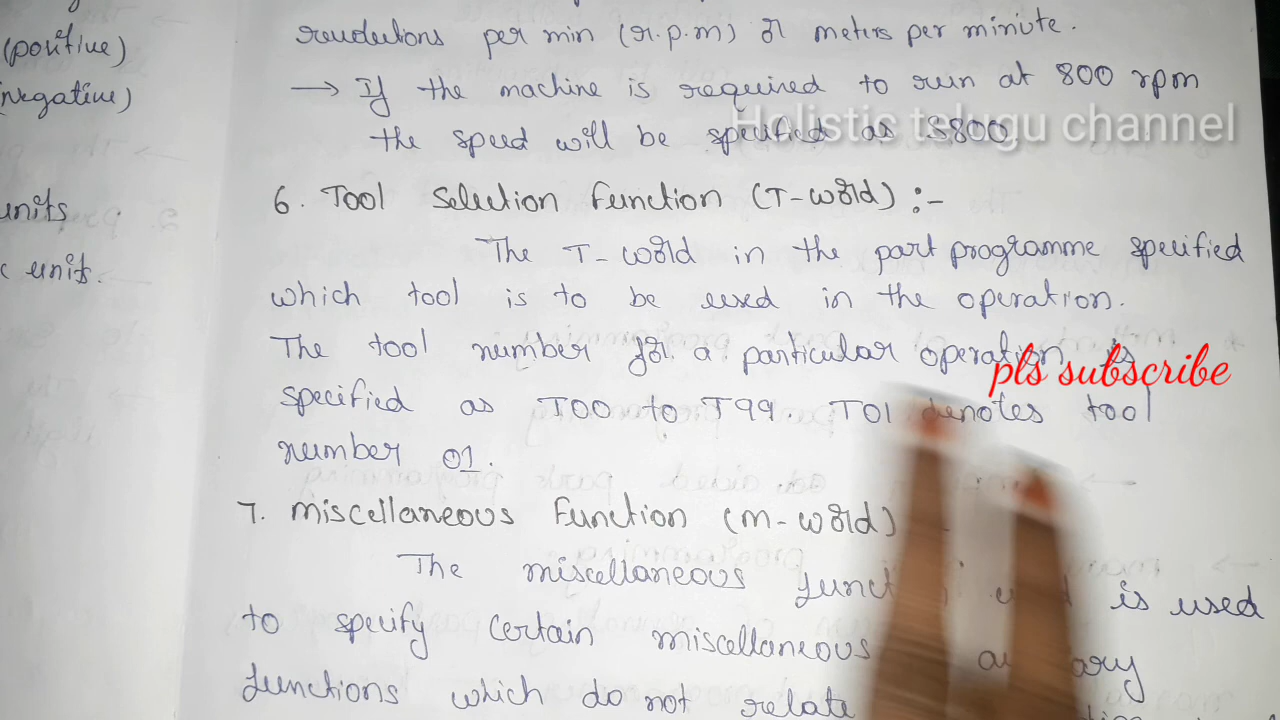 (positive)
negative)
units
c units.
revolutions per min (r.p.m) or meters per minute.
→ If the machine is required to run at 800 rpm
the speed will be specified as S800.
Holistic telogu channel
6. Tool Selection Function (T-word) :-
The T-word in the part programme specified
which tool is to be used in the operation.
The tool number for a particular operation is
pls subscribe
specified as T00 to T99. T01 denotes tool
number 01.
7. Miscellaneous Function (M-word)
The miscellaneous is used
to specify certain miscellaneous
functions which do not relate